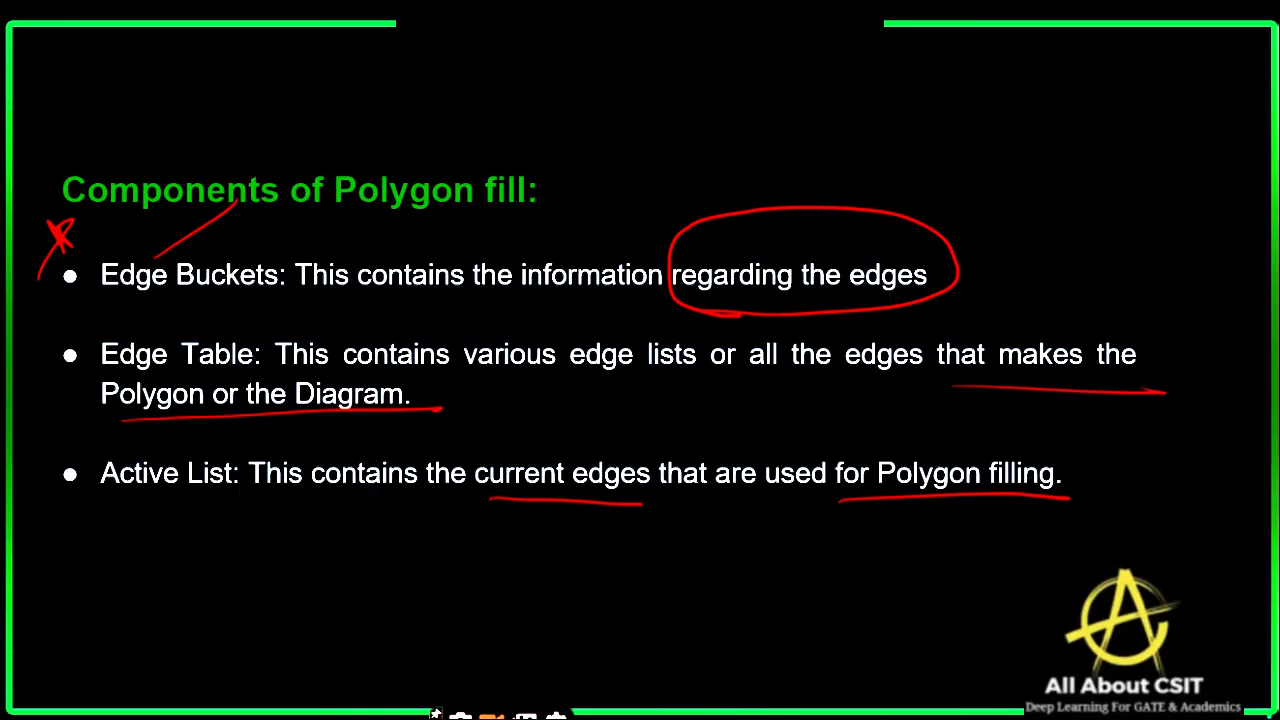 Components of Polygon fill:
● Edge Buckets: This contains the information regarding the edges
● Edge Table: This contains various edge lists or all the edges that makes the
Polygon or the Diagram.
● Active List: This contains the current edges that are used for Polygon filling.
All About CSIT
Deep Learning For GATE & Academics